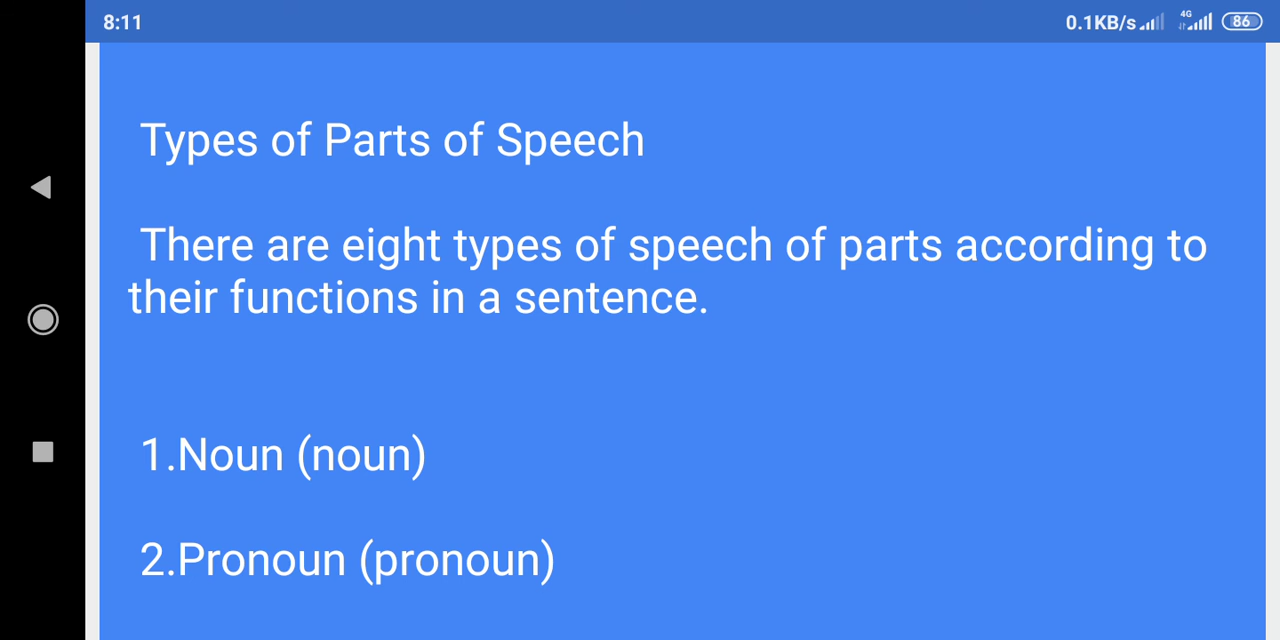 8:11
0.1KB/s 4G 86
Types of Parts of Speech
There are eight types of speech of parts according to
their functions in a sentence.
1.Noun (noun)
2.Pronoun (pronoun)